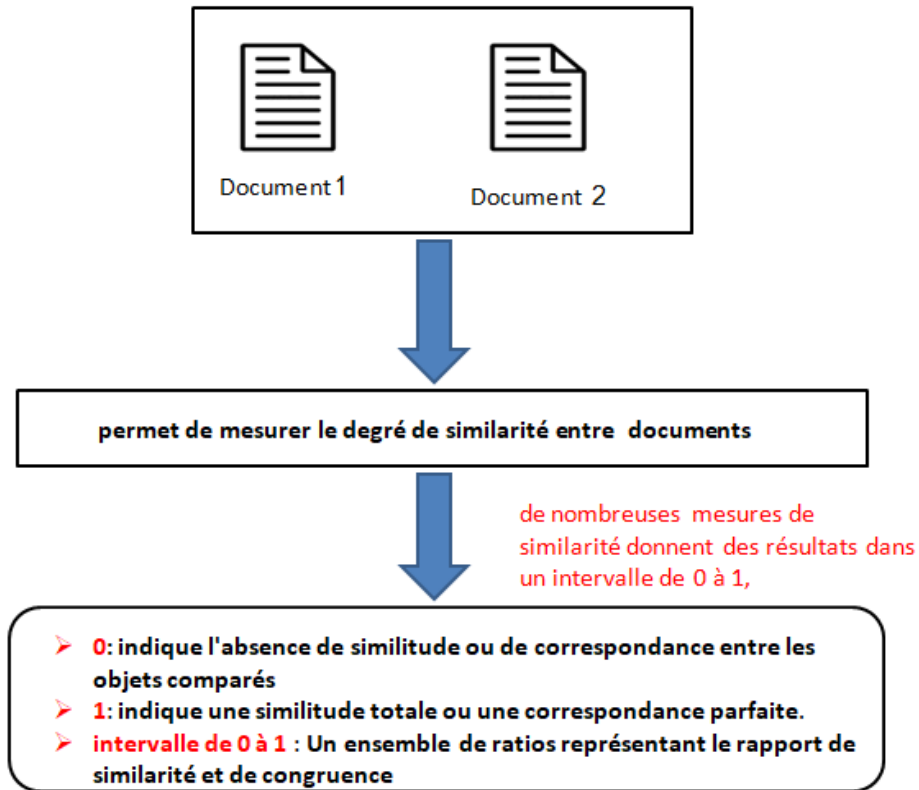 Document 1
Document 2
permet de mesurer le degré de similarité entre documents
de nombreuses mesures de
similarité donnent des résultats dans
un intervalle de 0 à 1,
➢ 0: indique l'absence de similitude ou de correspondance entre les
objets comparés
➢ 1: indique une similitude totale ou une correspondance parfaite.
➢ intervalle de 0 à 1 : Un ensemble de ratios représentant le rapport de
similarité et de congruence